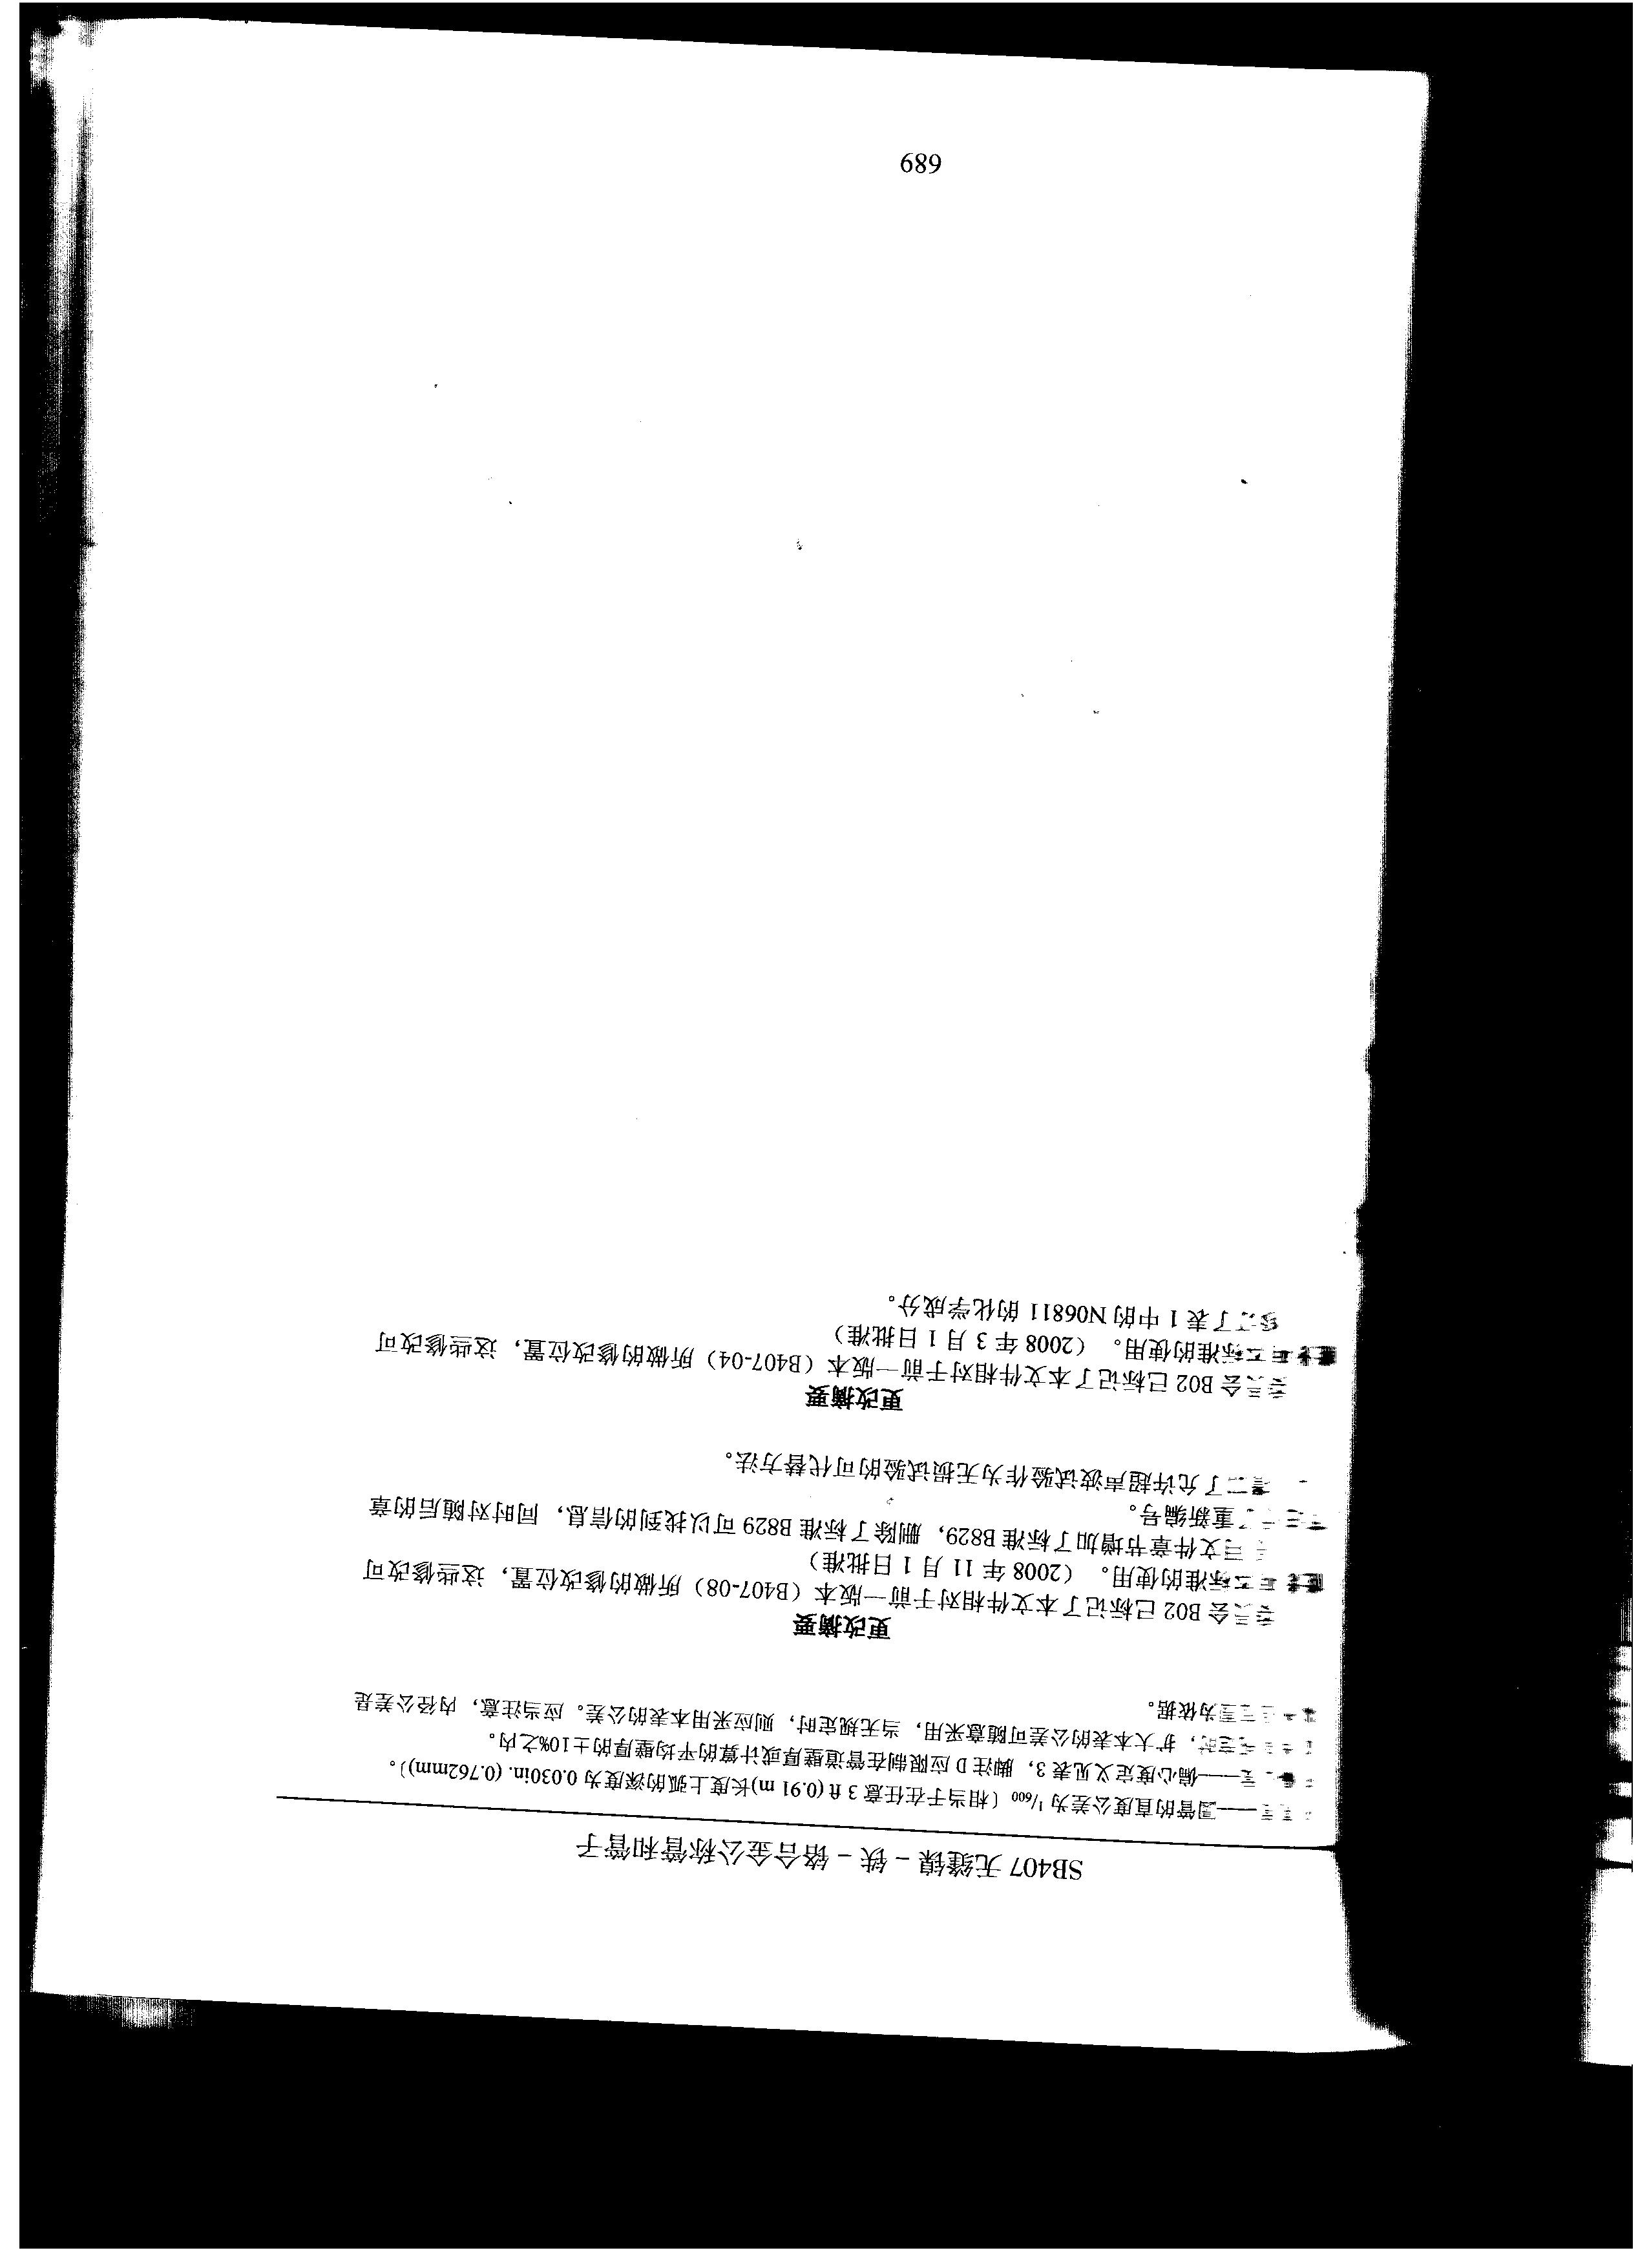 SB407 无缝镍－铁－铬合金公称管和管子
——圆管的直度公差为 1/600〔相当于在任意 3 ft (0.91 m)长度上弧的深度为 0.030in. (0.762mm)〕。
——偏心度定义见表 3，脚注 D 应限制在管道壁厚或计算的平均壁厚的±10%之内。
定时，扩大本表的公差可随意采用，当无规定时，则应采用本表的公差。应当注意，内径公差是
为依据。
更改摘要
委员会 B02 已标记了本文件相对于前一版本（B407-08）所做的修改位置，这些修改可
标准的使用。（2008 年 11 月 1 日批准）
文件章节增加了标准 B829，删除了标准 B829 可以找到的信息，同时对随后的章
了重新编号。
了允许超声波试验作为无损试验的可代替方法。
更改摘要
委员会 B02 已标记了本文件相对于前一版本（B407-04）所做的修改位置，这些修改可
标准的使用。（2008 年 3 月 1 日批准）
修订了表 1 中的 N06811 的化学成分。
689